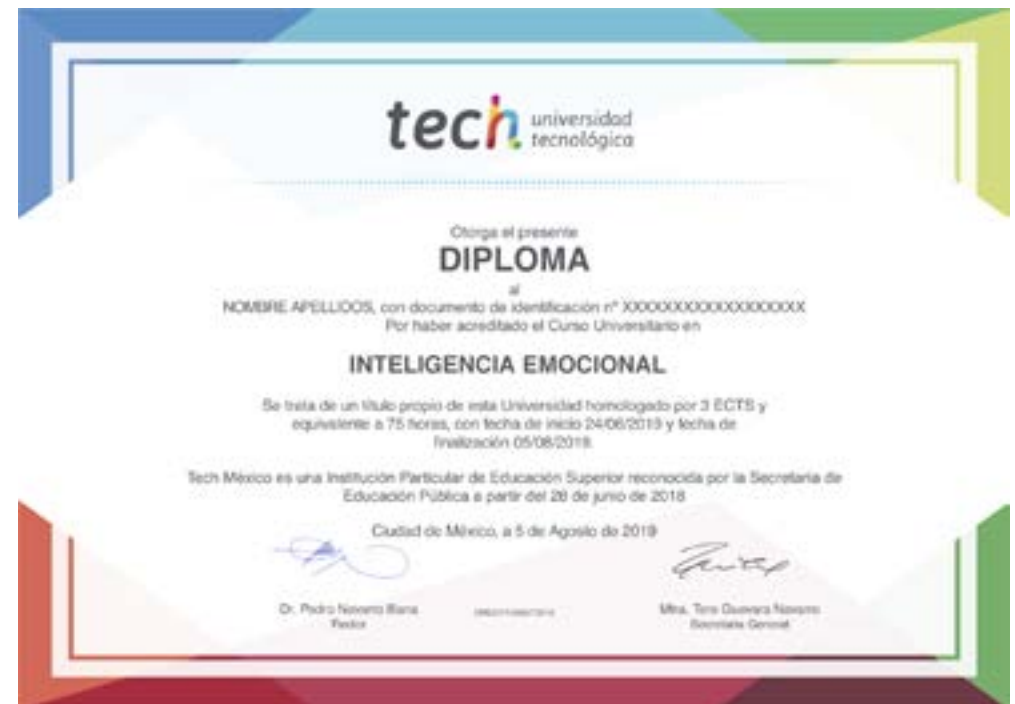 tech universidad
tecnológica
Otorga el presente
DIPLOMA
al
NOMBRE APELLIDOS, con documento de identificación nº XXXXXXXXXXXXXXXXXX
Por haber acreditado el Curso Universitario en
INTELIGENCIA EMOCIONAL
Se trata de un título propio de esta Universidad homologado por 3 ECTS y
equivalente a 75 horas, con fecha de inicio 24/06/2019 y fecha de
finalización 05/08/2019.
Tech México es una Institución Particular de Educación Superior reconocida por la Secretaría de
Educación Pública a partir del 28 de junio de 2018
Ciudad de México, a 5 de Agosto de 2019
Dr. Pedro Navarro
Rector
Mtra. Tere Guevara Navarro
Secretaria General